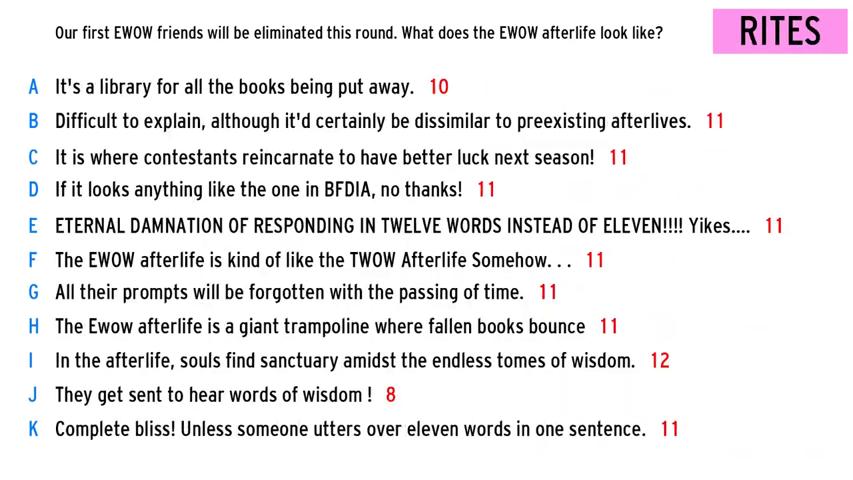 Our first EWOW friends will be eliminated this round. What does the EWOW afterlife look like?
RITES
A It's a library for all the books being put away. 10
B Difficult to explain, although it'd certainly be dissimilar to preexisting afterlives. 11
C It is where contestants reincarnate to have better luck next season! 11
D If it looks anything like the one in BFDIA, no thanks! 11
E ETERNAL DAMNATION OF RESPONDING IN TWELVE WORDS INSTEAD OF ELEVEN!!!! Yikes.... 11
F The EWOW afterlife is kind of like the TWOW Afterlife Somehow. . . 11
G All their prompts will be forgotten with the passing of time. 11
H The Ewow afterlife is a giant trampoline where fallen books bounce 11
I In the afterlife, souls find sanctuary amidst the endless tomes of wisdom. 12
J They get sent to hear words of wisdom ! 8
K Complete bliss! Unless someone utters over eleven words in one sentence. 11